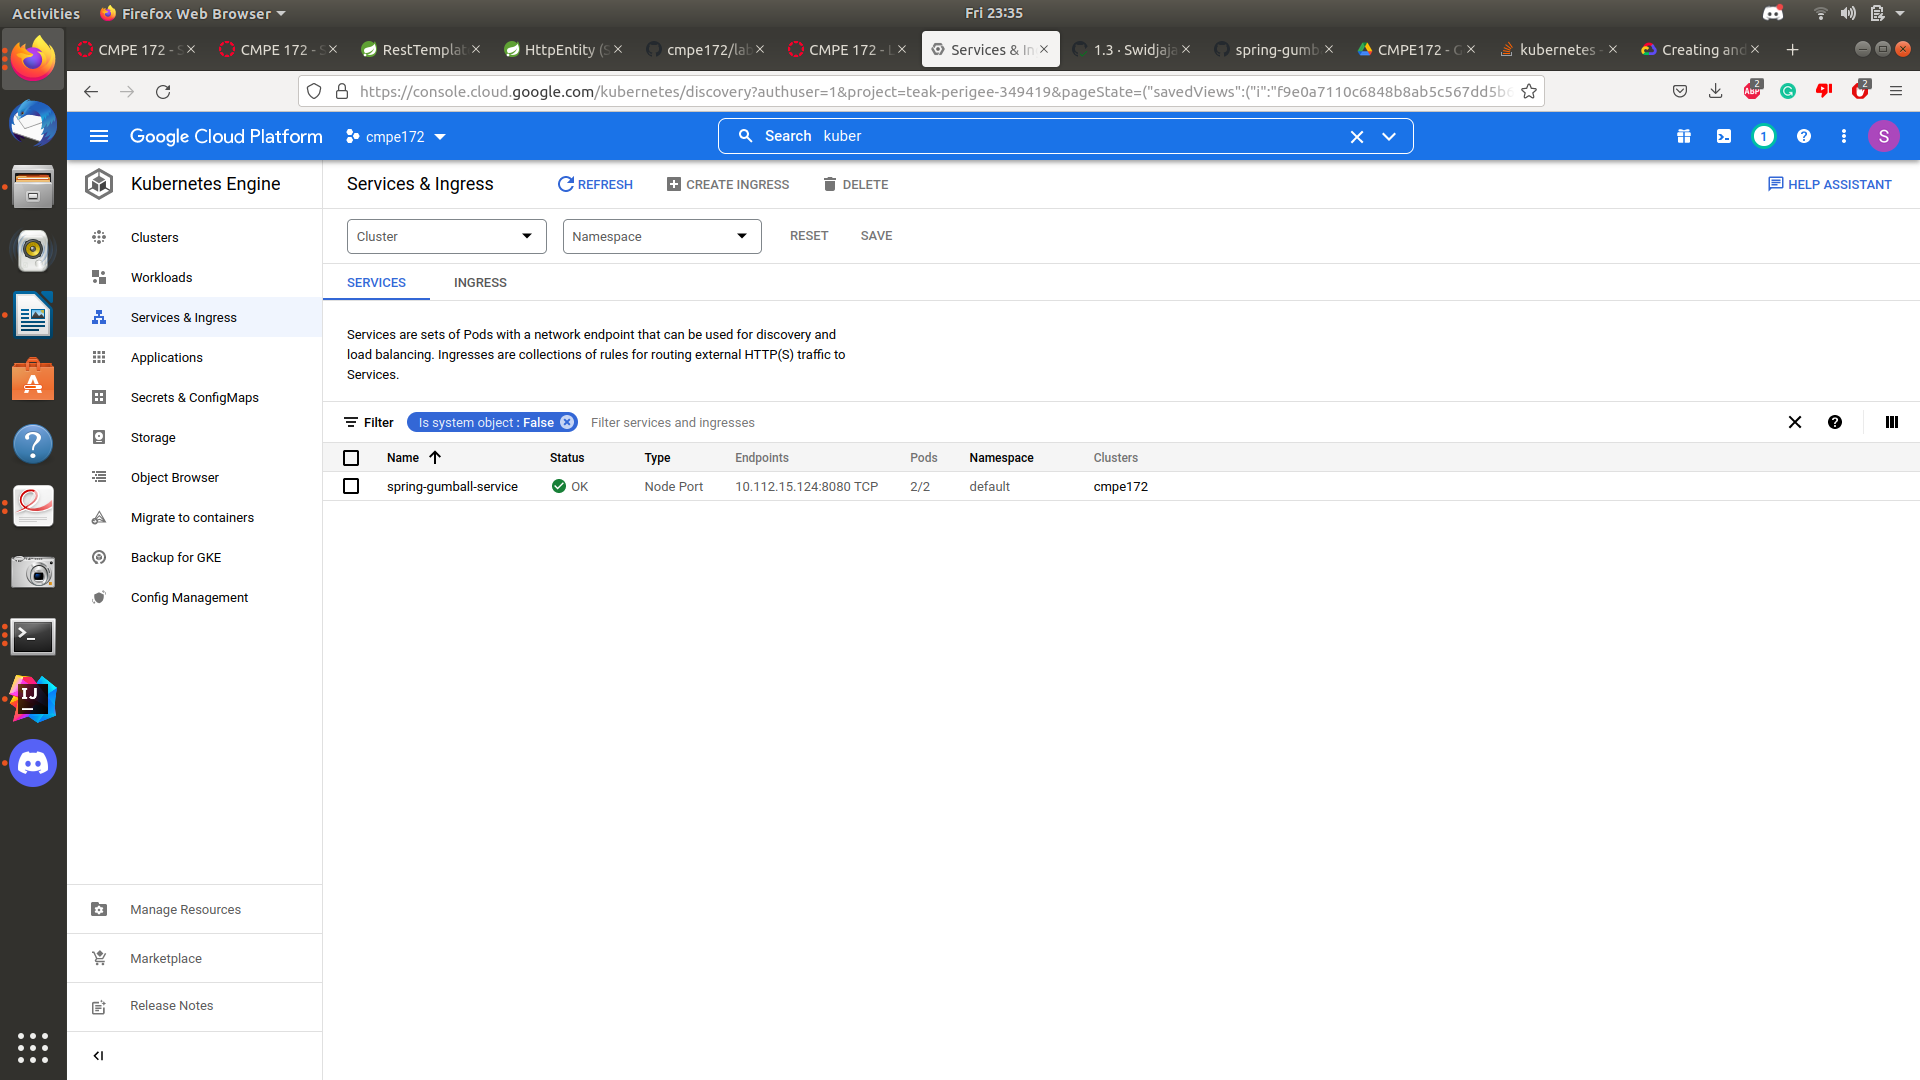 Activities
Firefox Web Browser
Fri 23:35
CMPE 172 - S
CMPE 172 - S
RestTemplat
HttpEntity (S
cmpe172/lab
CMPE 172 - L
Services & In
1.3 · Swidjaja
spring-gumb
CMPE172 - G
kubernetes -
Creating and
https://console.cloud.google.com/kubernetes/discovery?authuser=1&project=teak-perigee-349419&pageState=("savedViews":("i":"f9e0a7110c6848b8ab5c567dd5b6
ABP
2
2
Google Cloud Platform
cmpe172
Search kuber
1
S
Kubernetes Engine
Services & Ingress
REFRESH
CREATE INGRESS
DELETE
HELP ASSISTANT
Clusters
Workloads
Services & Ingress
Applications
Secrets & ConfigMaps
Storage
Object Browser
Migrate to containers
Backup for GKE
Config Management
Manage Resources
Marketplace
Release Notes
Cluster
Namespace
RESET
SAVE
SERVICES
INGRESS
Services are sets of Pods with a network endpoint that can be used for discovery and
load balancing. Ingresses are collections of rules for routing external HTTP(S) traffic to
Services.
Filter
Is system object : False
Filter services and ingresses
Name Status Type Endpoints Pods Namespace Clusters
spring-gumball-service OK Node Port 10.112.15.124:8080 TCP 2/2 default cmpe172
IJ